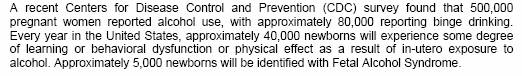 A recent Centers for Disease Control and Prevention (CDC) survey found that 500,000
pregnant women reported alcohol use, with approximately 80,000 reporting binge drinking.
Every year in the United States, approximately 40,000 newborns will experience some degree
of learning or behavioral dysfunction or physical effect as a result of in-utero exposure to
alcohol. Approximately 5,000 newborns will be identified with Fetal Alcohol Syndrome.